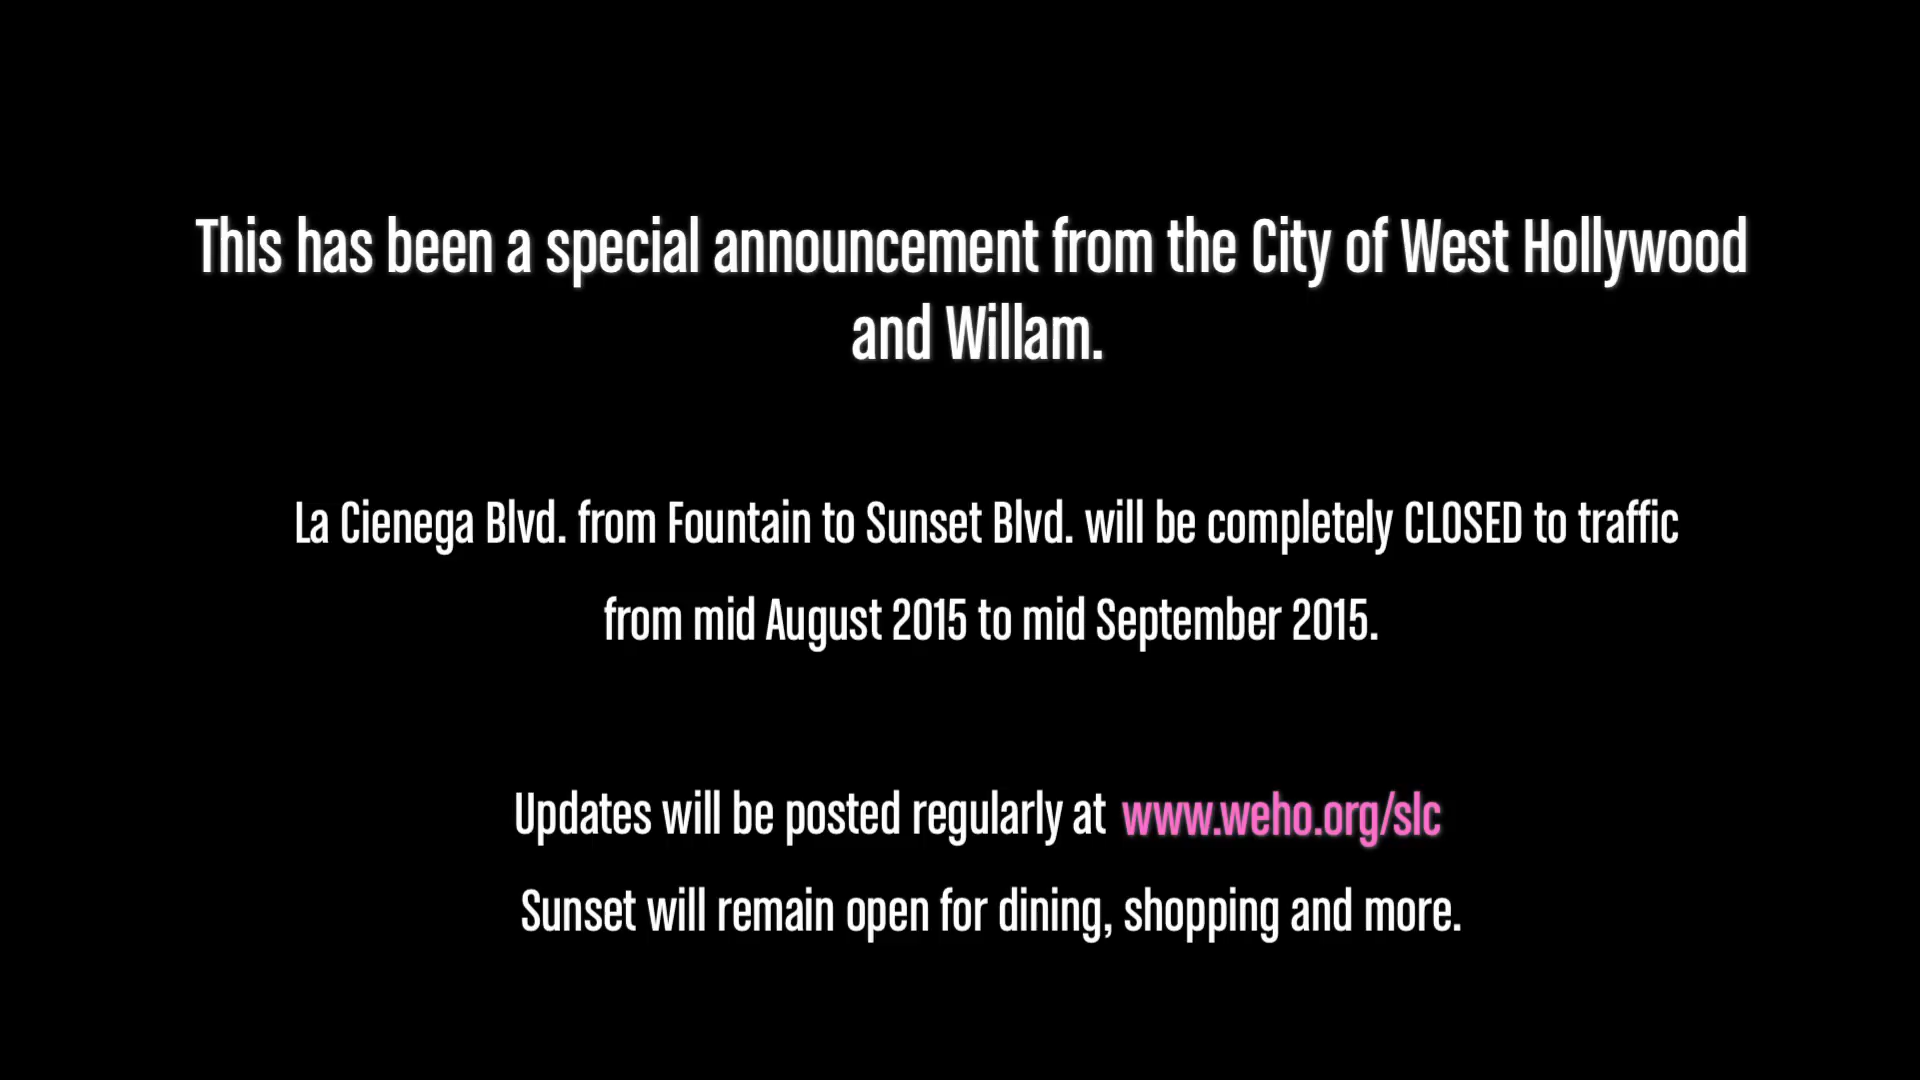 This has been a special announcement from the City of West Hollywood
and Willam.
La Cienega Blvd. from Fountain to Sunset Blvd. will be completely CLOSED to traffic
from mid August 2015 to mid September 2015.
Updates will be posted regularly at www.weho.org/slc
Sunset will remain open for dining, shopping and more.